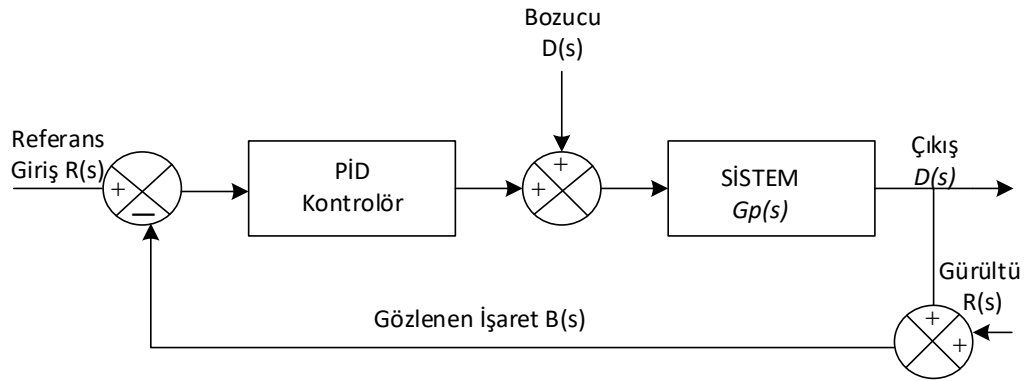 Bozucu
D(s)
Referans
Giriş R(s)
+
−
PİD
Kontrolör
+
+
SİSTEM
Gp(s)
Çıkış
D(s)
Gürültü
R(s)
+
+
Gözlenen İşaret B(s)